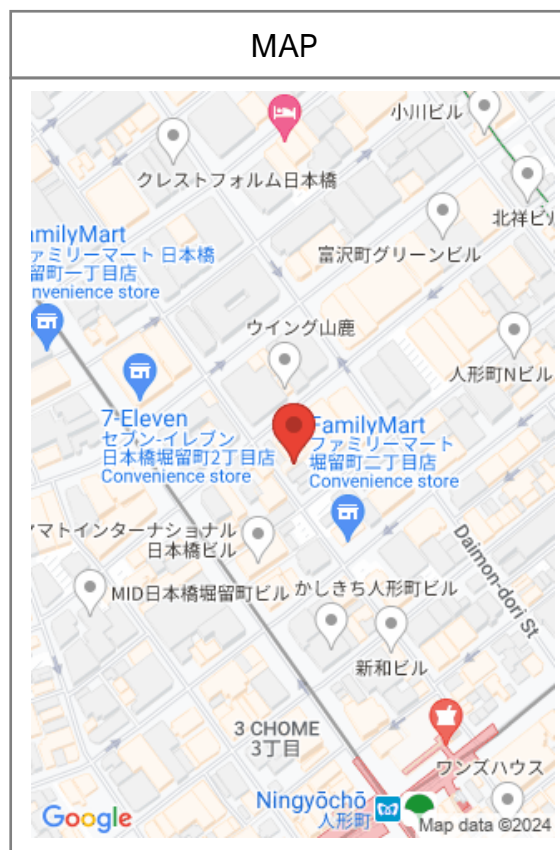 MAP
小川ビル
クレストフォルム日本橋
北祥ビル
富沢町グリーンビル
amilyMart
ァミリーマート 日本橋
留町一丁目店
nvenience store
ウイング山鹿
人形町Nビル
7-Eleven
セブン-イレブン
日本橋堀留町2丁目店
Convenience store
FamilyMart
ファミリーマート
堀留町二丁目店
Convenience store
マトインターナショナル
日本橋ビル
Daimon-dori St
MID日本橋堀留町ビル
かしきち人形町ビル
新和ビル
3 CHOME
3丁目
ワンズハウス
Ningyōchō
人形町
Google
Map data ©2024